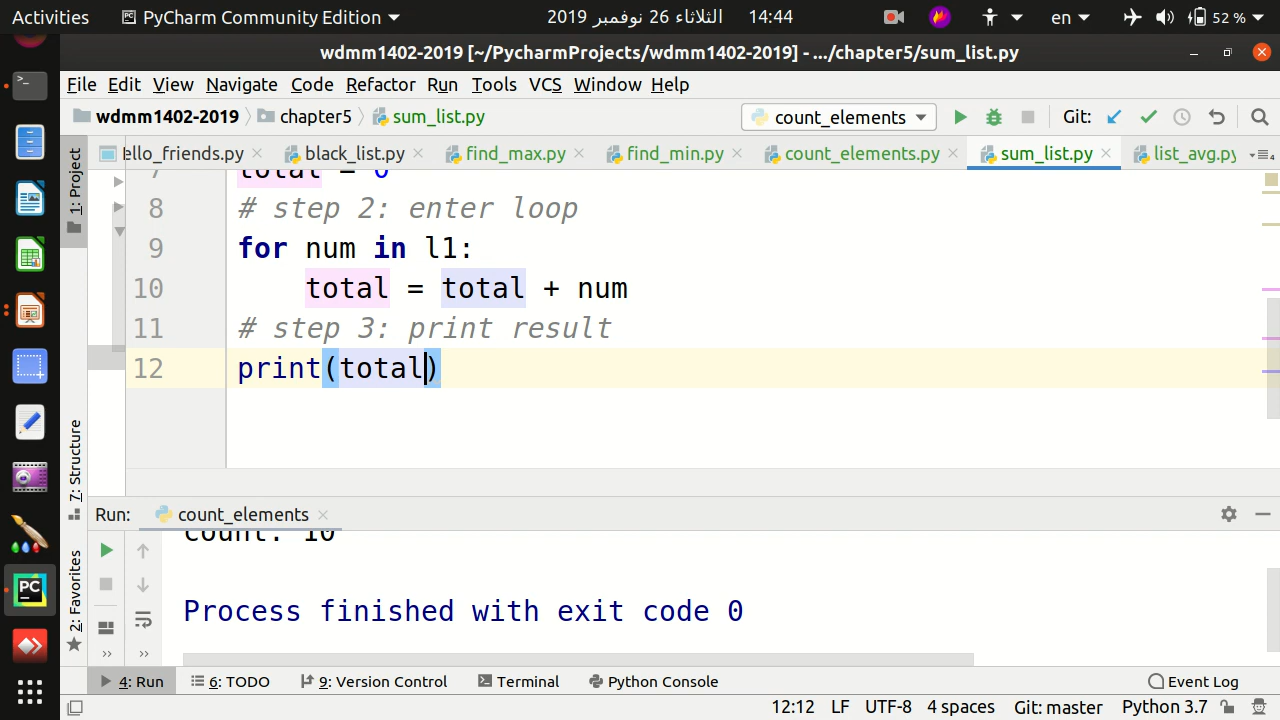 Activities PyCharm Community Edition الثلاثاء 26 نوفمبر 2019 14:44 en 52 %
wdmm1402-2019 [~/PycharmProjects/wdmm1402-2019] - .../chapter5/sum_list.py
File Edit View Navigate Code Refactor Run Tools VCS Window Help
wdmm1402-2019 chapter5 sum_list.py count_elements Git:
1: Project
ello_friends.py black_list.py find_max.py find_min.py count_elements.py sum_list.py list_avg.py 4
7 total = 0
8 # step 2: enter loop
9 for num in l1:
10 total = total + num
11 # step 3: print result
12 print(total)
7: Structure
2: Favorites
Run: count_elements
count: 10
Process finished with exit code 0
4: Run 6: TODO 9: Version Control Terminal Python Console Event Log
12:12 LF UTF-8 4 spaces Git: master Python 3.7